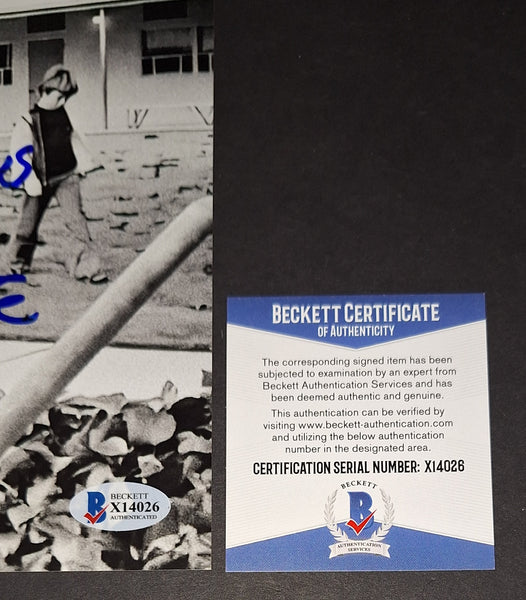 BECKETT
X14026
AUTHENTICATED
BECKETT CERTIFICATE
OF AUTHENTICITY
The corresponding signed item has been
subjected to examination by an expert from
Beckett Authentication Services and has
been deemed authentic and genuine.
This authentication can be verified by
visiting www.beckett-authentication.com
and utilizing the below authentication
number in the designated area.
CERTIFICATION SERIAL NUMBER: X14026
BECKETT
B
AUTHENTICATION
SERVICES